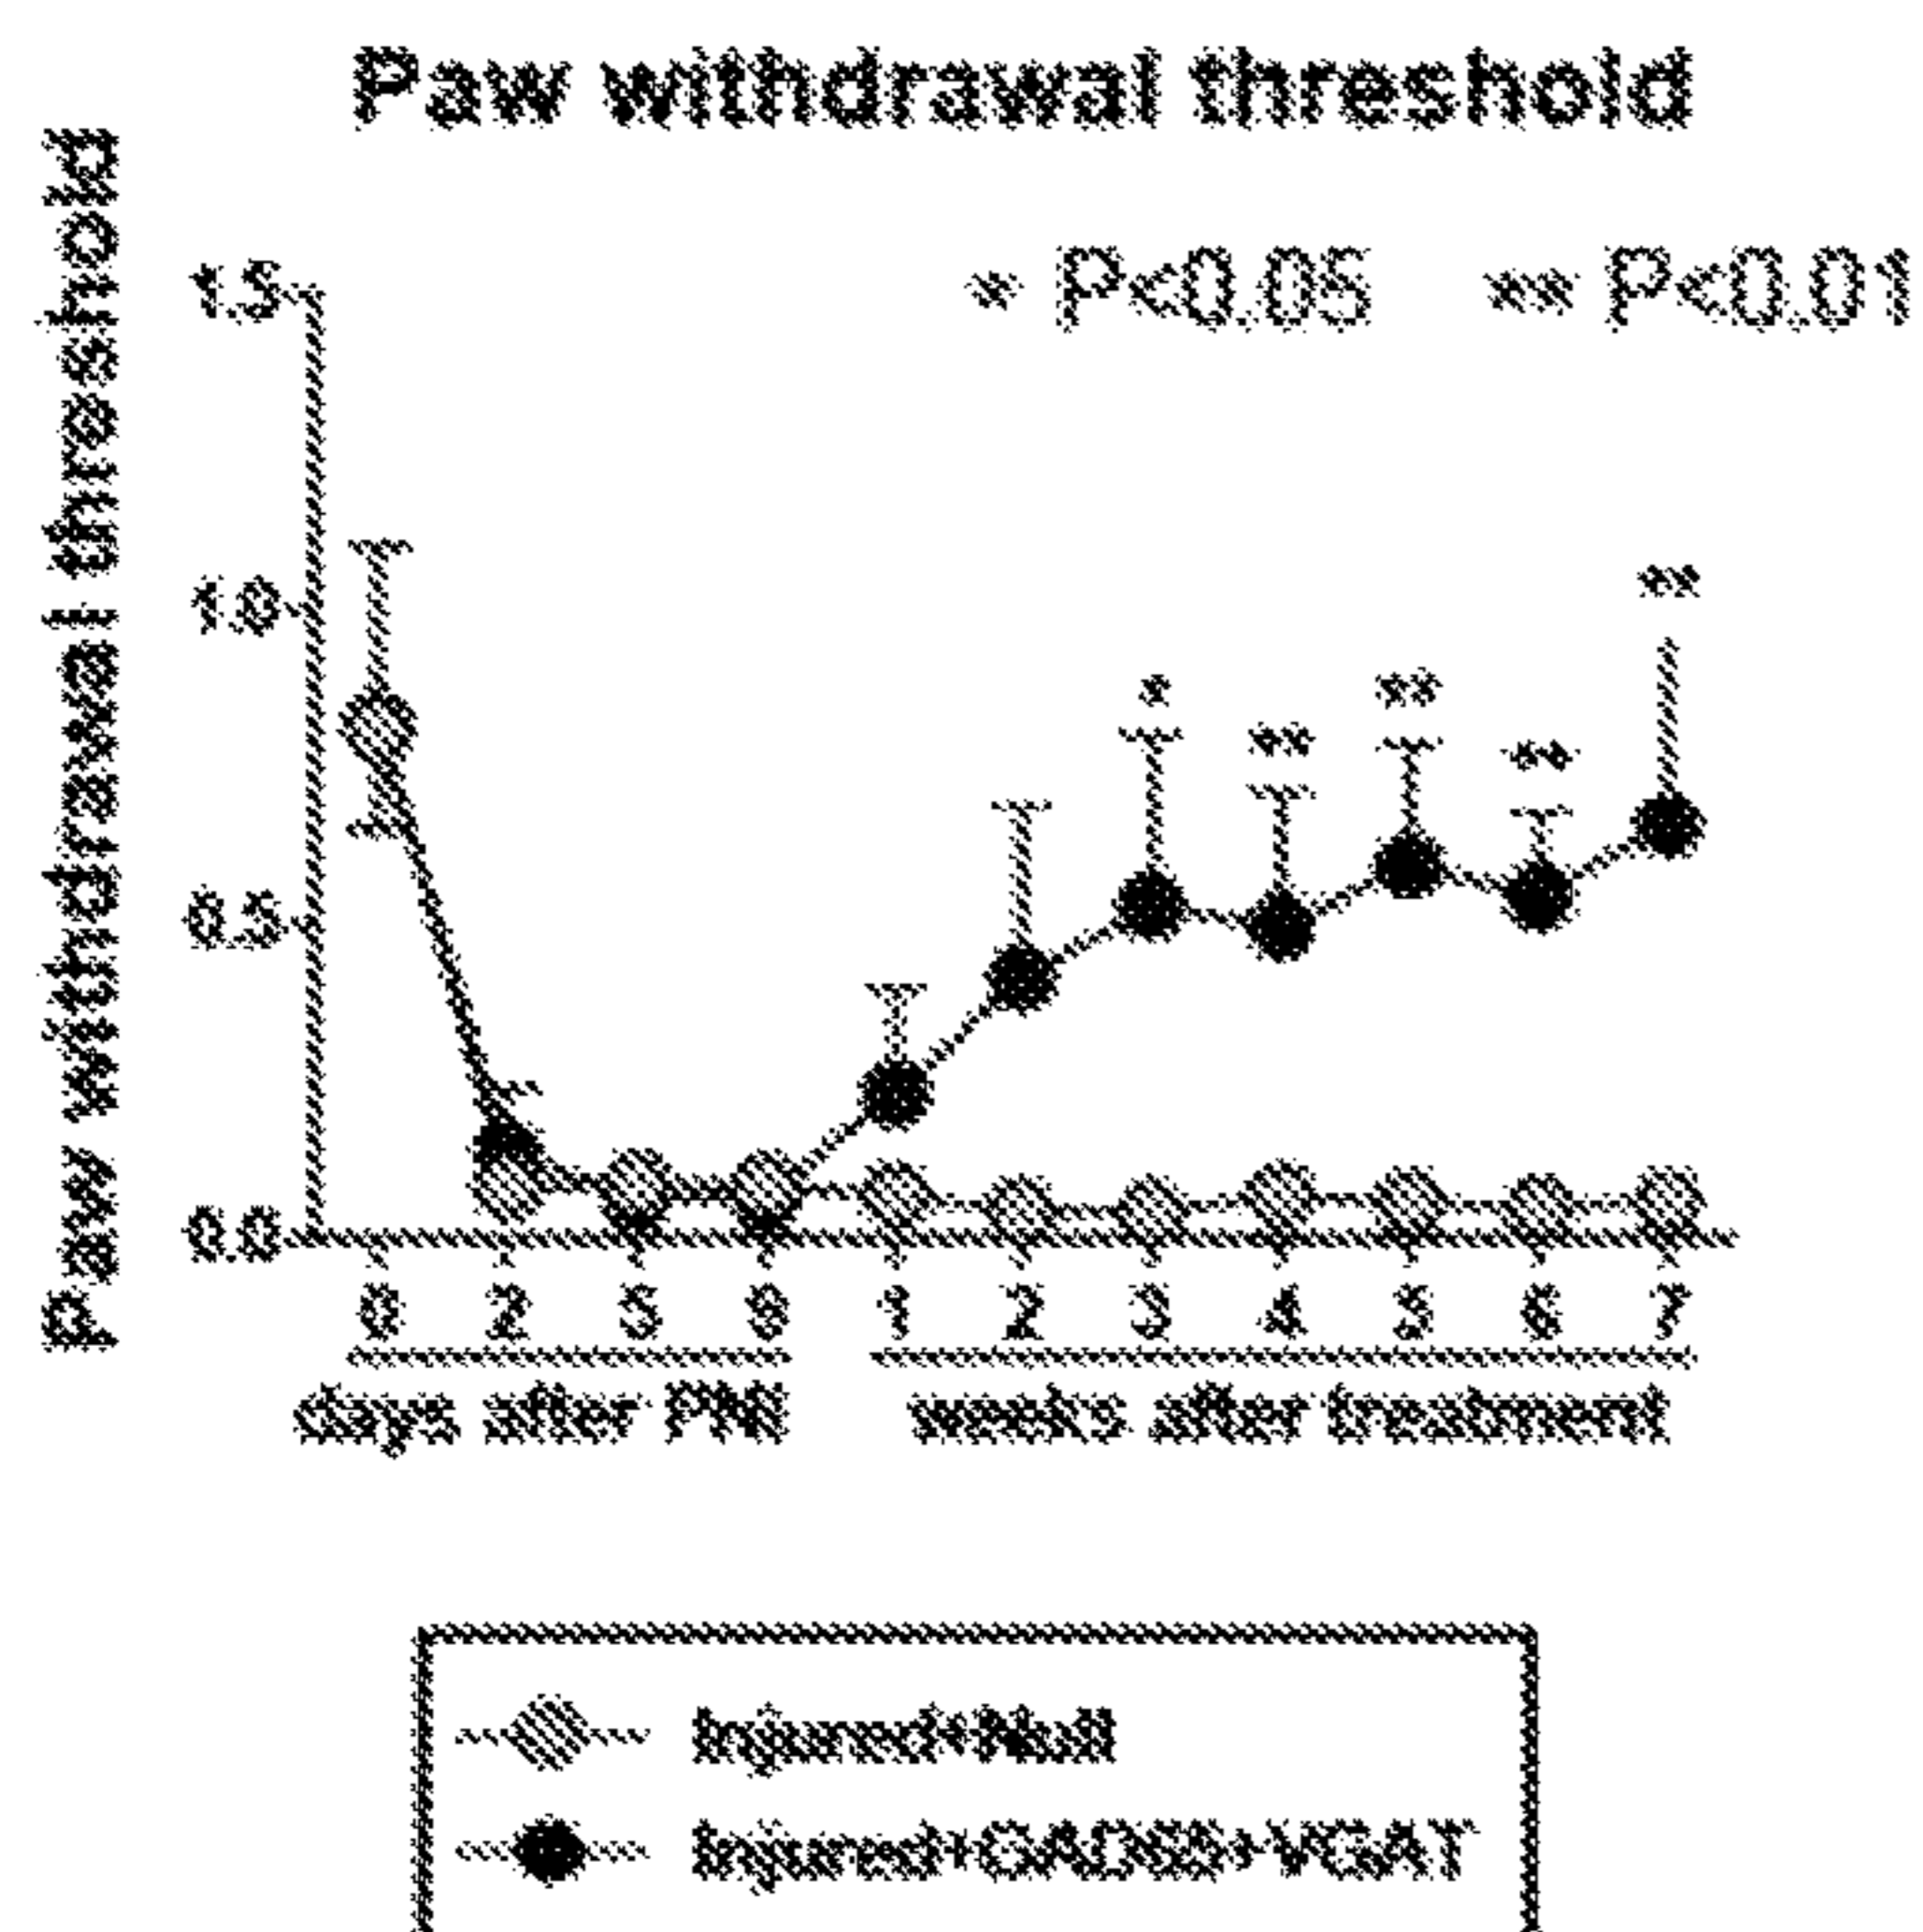 Paw withdrawal threshold
Paw withdrawal threshold
* P<0.05 ** P<0.01
1.5
1.0
0.5
0.0
**
*
**
**
**
0 2 5 9 1 2 3 4 5 6 7
days after PNI weeks after treatment
Injured+Null
Injured+GAD65+VGAT